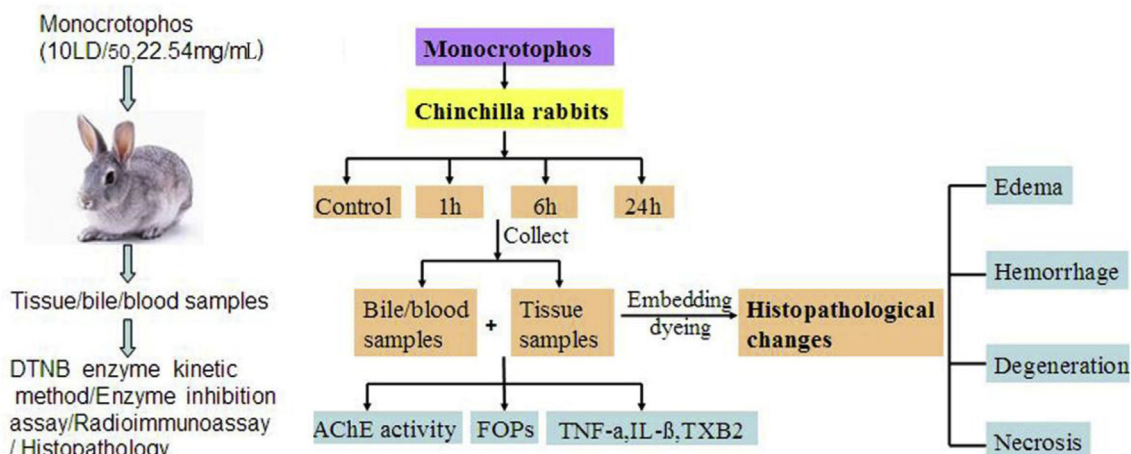 Monocrotophos
(10LD/50,22.54mg/mL)
Tissue/bile/blood samples
DTNB enzyme kinetic
method/Enzyme inhibition
assay/Radioimmunoassay
/ Histopathology
Monocrotophos
Chinchilla rabbits
Control
1h
6h
24h
Collect
Bile/blood
samples
+
Tissue
samples
Embedding
dyeing
Histopathological
changes
AChE activity
FOPs
TNF-a,IL-ß,TXB2
Edema
Hemorrhage
Degeneration
Necrosis